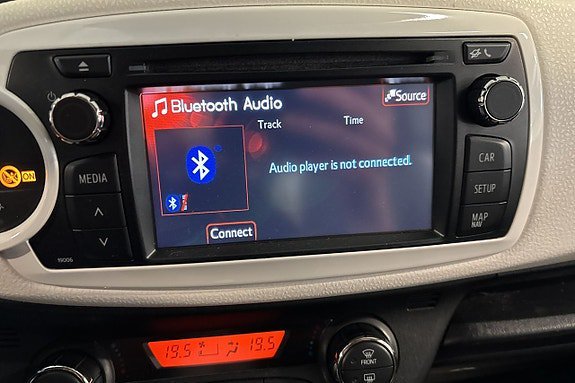 Bluetooth Audio
Source
Track Time
Audio player is not connected.
Connect
MEDIA
CAR
SETUP
MAP
NAV
ON
15006
19.5 19.5
FRONT